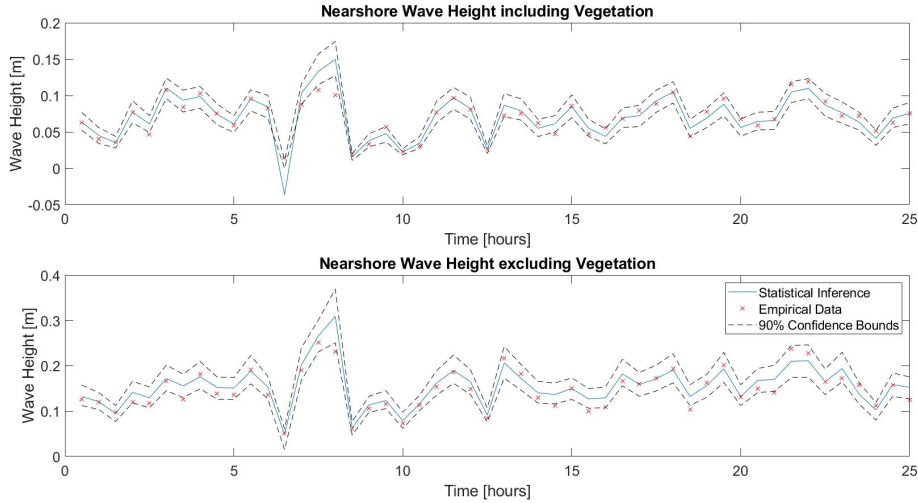 Nearshore Wave Height including Vegetation
0.2
0.15
0.1
0.05
0
-0.05
Wave Height [m]
0 5 10 15 20 25
Time [hours]
Nearshore Wave Height excluding Vegetation
0.4
0.3
0.2
0.1
0
Wave Height [m]
Statistical Inference
Empirical Data
90% Confidence Bounds
0 5 10 15 20 25
Time [hours]